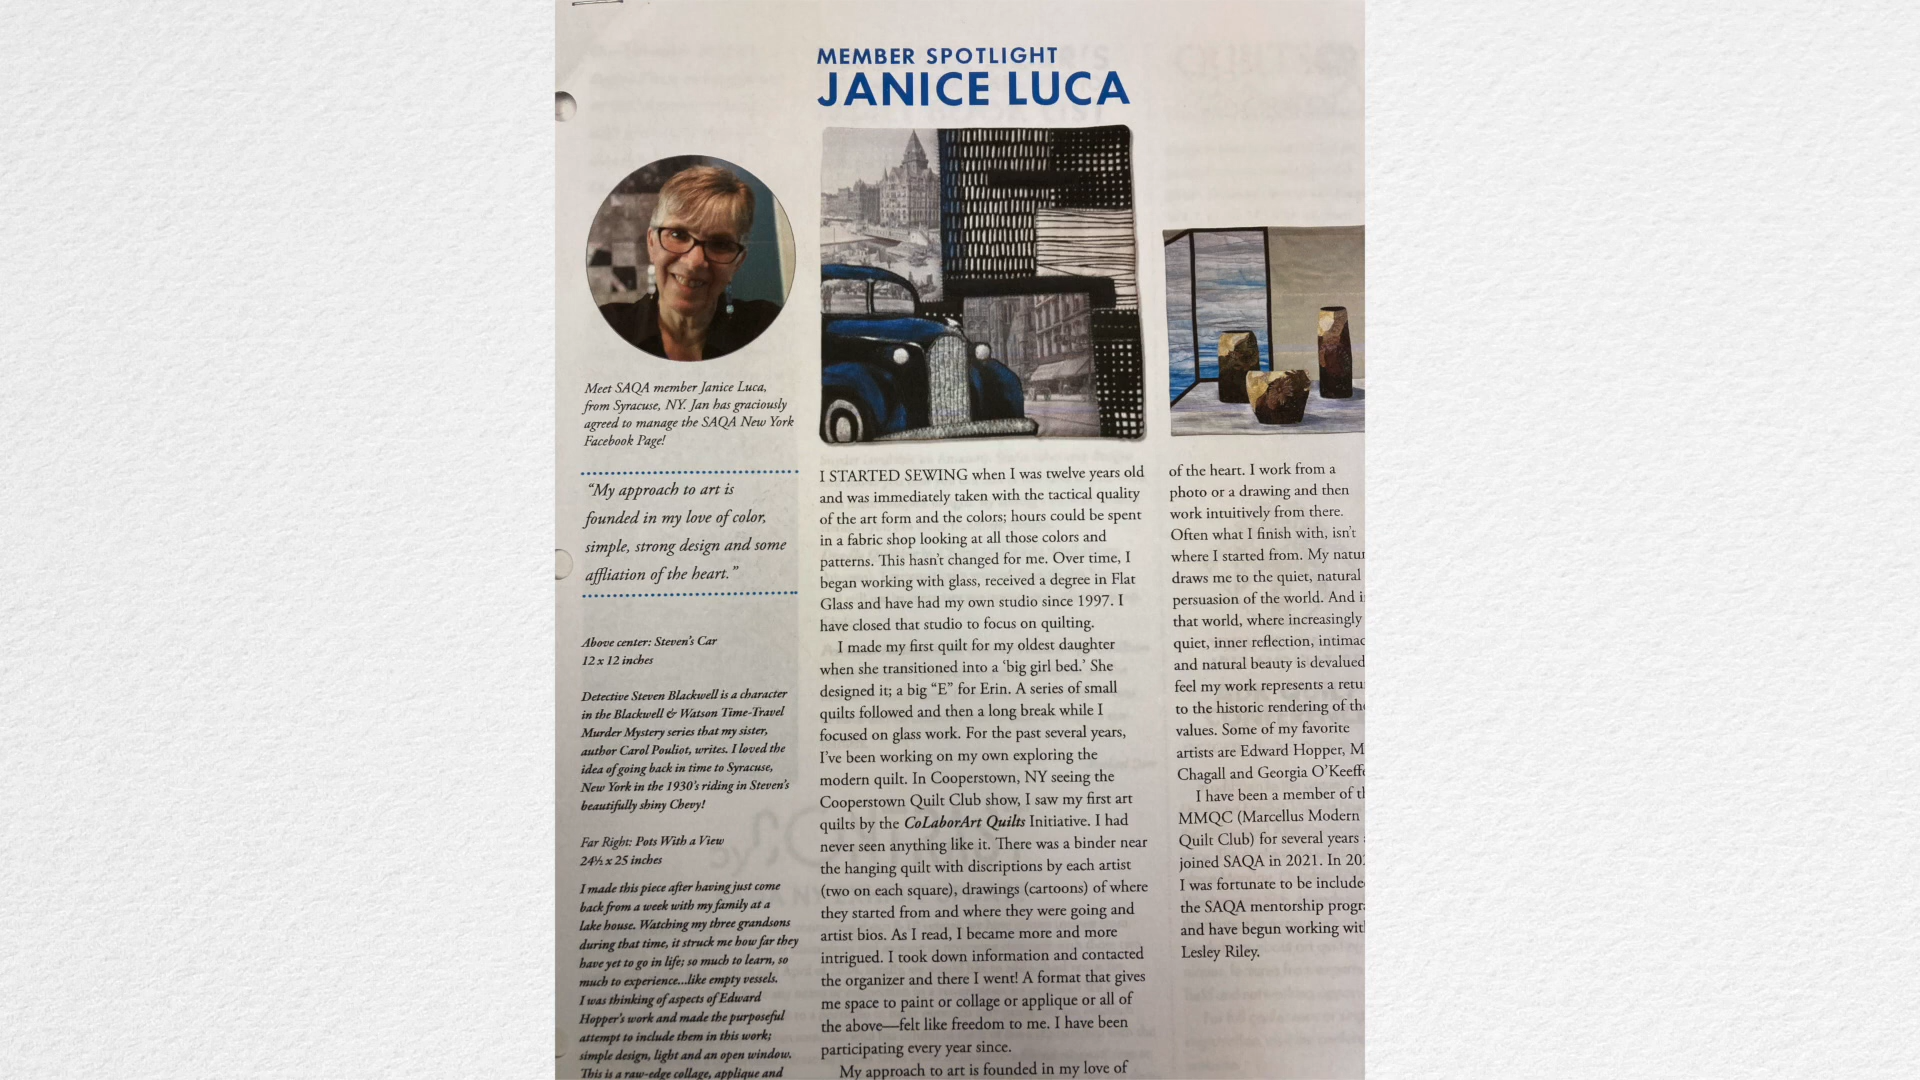 MEMBER SPOTLIGHT
JANICE LUCA
Meet SAQA member Janice Luca,
from Syracuse, NY. Jan has graciously
agreed to manage the SAQA New York
Facebook Page!
“My approach to art is
founded in my love of color,
simple, strong design and some
affliation of the heart.”
Above center: Steven's Car
12 x 12 inches
Detective Steven Blackwell is a character
in the Blackwell & Watson Time-Travel
Murder Mystery series that my sister,
author Carol Pouliot, writes. I loved the
idea of going back in time to Syracuse,
New York in the 1930's riding in Steven's
beautifully shiny Chevy!
Far Right: Pots With a View
24½ x 25 inches
I made this piece after having just come
back from a week with my family at a
lake house. Watching my three grandsons
during that time, it struck me how far they
have yet to go in life; so much to learn, so
much to experience...like empty vessels.
I was thinking of aspects of Edward
Hopper's work and made the purposeful
attempt to include them in this work;
simple design, light and an open window.
This is a raw-edge collage, applique and
I STARTED SEWING when I was twelve years old
and was immediately taken with the tactical quality
of the art form and the colors; hours could be spent
in a fabric shop looking at all those colors and
patterns. This hasn't changed for me. Over time, I
began working with glass, received a degree in Flat
Glass and have had my own studio since 1997. I
have closed that studio to focus on quilting.
I made my first quilt for my oldest daughter
when she transitioned into a ‘big girl bed.’ She
designed it; a big “E” for Erin. A series of small
quilts followed and then a long break while I
focused on glass work. For the past several years,
I've been working on my own exploring the
modern quilt. In Cooperstown, NY seeing the
Cooperstown Quilt Club show, I saw my first art
quilts by the CoLaborArt Quilts Initiative. I had
never seen anything like it. There was a binder near
the hanging quilt with discriptions by each artist
(two on each square), drawings (cartoons) of where
they started from and where they were going and
artist bios. As I read, I became more and more
intrigued. I took down information and contacted
the organizer and there I went! A format that gives
me space to paint or collage or applique or all of
the above—felt like freedom to me. I have been
participating every year since.
My approach to art is founded in my love of
of the heart. I work from a
photo or a drawing and then
work intuitively from there.
Often what I finish with, isn't
where I started from. My natur
draws me to the quiet, natural
persuasion of the world. And i
that world, where increasingly
quiet, inner reflection, intimac
and natural beauty is devalued
feel my work represents a retu
to the historic rendering of the
values. Some of my favorite
artists are Edward Hopper, M
Chagall and Georgia O'Keeffe
I have been a member of th
MMQC (Marcellus Modern
Quilt Club) for several years
joined SAQA in 2021. In 202
I was fortunate to be include
the SAQA mentorship progr
and have begun working wit
Lesley Riley.